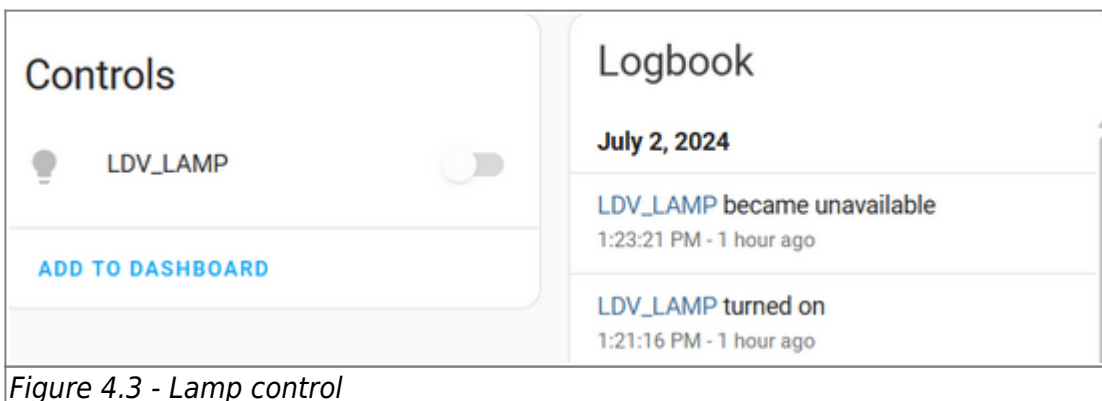 Controls
LDV_LAMP
ADD TO DASHBOARD
Logbook
July 2, 2024
LDV_LAMP became unavailable
1:23:21 PM - 1 hour ago
LDV_LAMP turned on
1:21:16 PM - 1 hour ago
Figure 4.3 - Lamp control